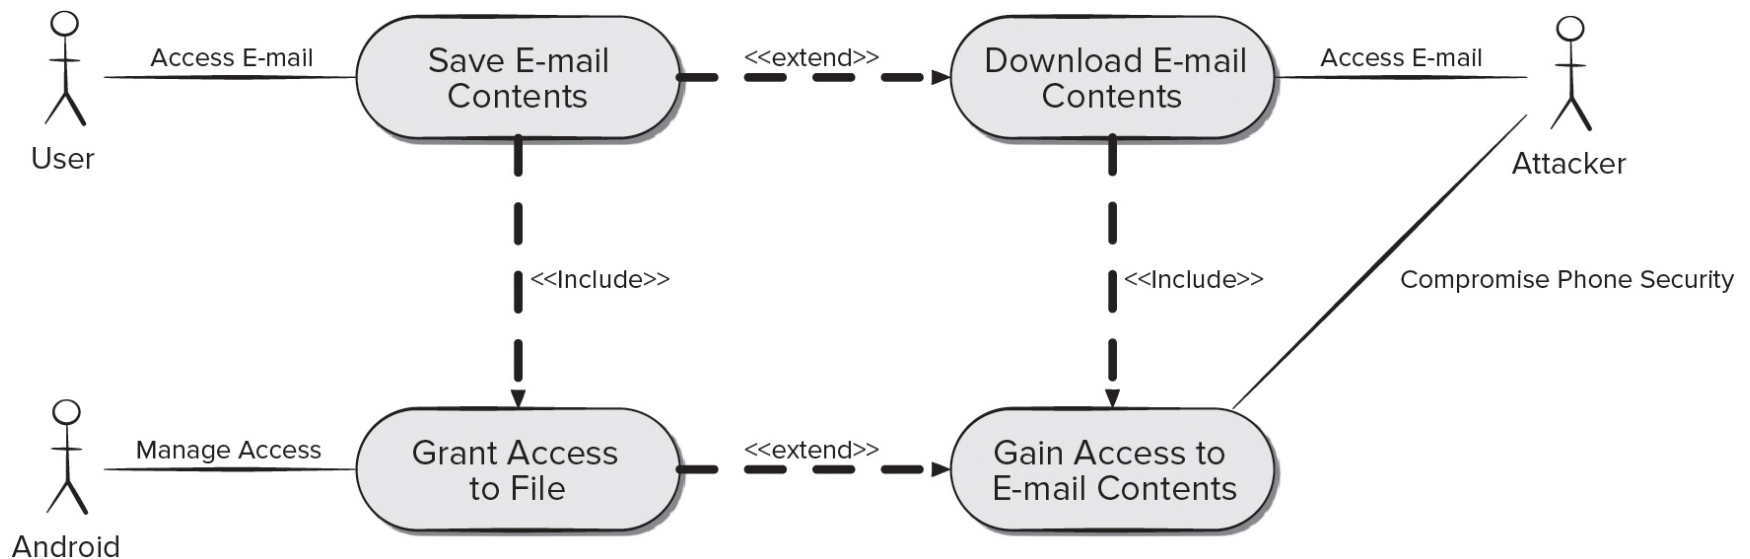 Access E-mail
Save E-mail
Contents
<<extend>>
Download E-mail
Contents
Access E-mail
User
Attacker
<<Include>>
<<Include>>
Compromise Phone Security
Manage Access
Grant Access
to File
<<extend>>
Gain Access to
E-mail Contents
Android